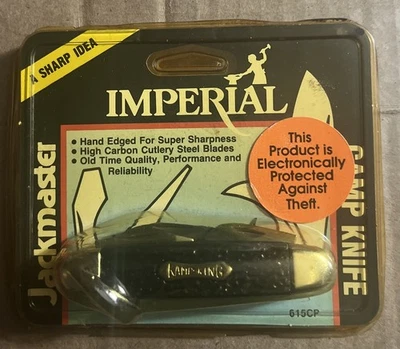 A SHARP IDEA
IMPERIAL
• Hand Edged For Super Sharpness
• High Carbon Cutlery Steel Blades
• Old Time Quality, Performance and
Reliability
This
Product is
Electronically
Protected
Against
Theft.
Jackmaster
CAMP KNIFE
KAMP-KING
615CP